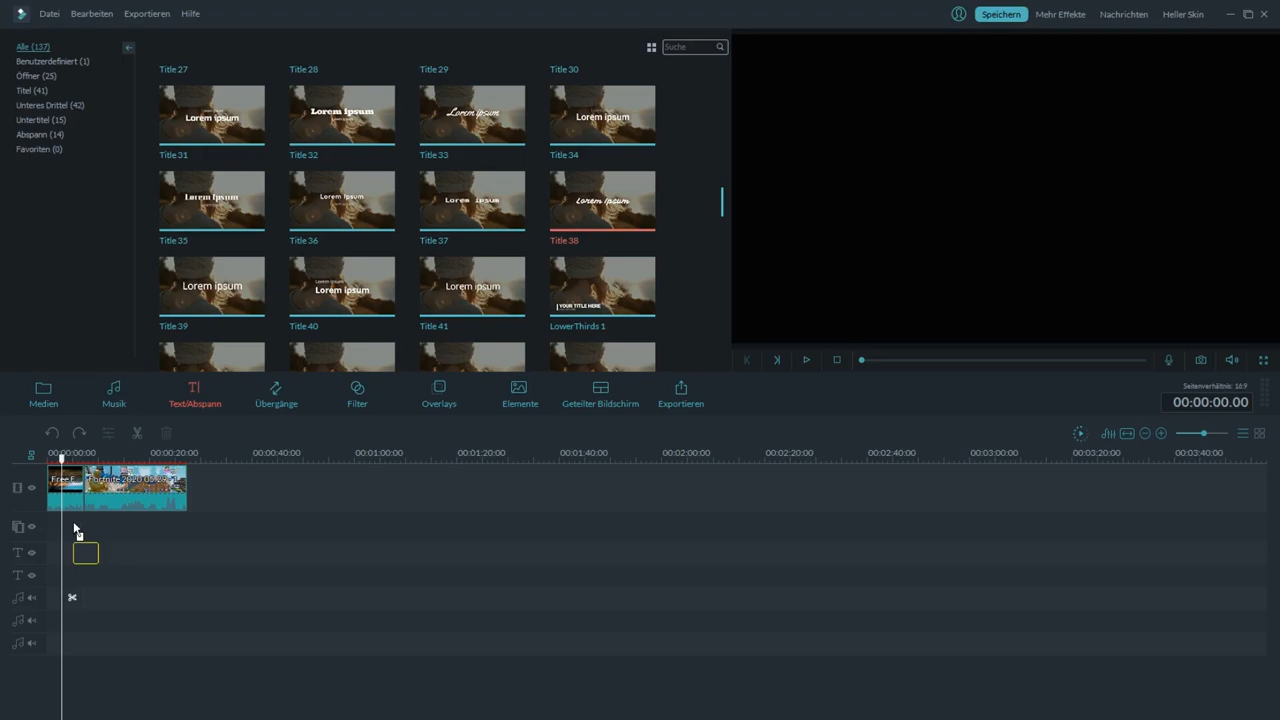 Datei Bearbeiten Exportieren Hilfe Speichern Mehr Effekte Nachrichten Heller Skin
Alle (137)
Benutzerdefiniert (1)
Öffner (25)
Titel (41)
Unteres Drittel (42)
Untertitel (15)
Abspann (14)
Favoriten (0)
Suche
Title 27 Title 28 Title 29 Title 30
Lorem Ipsum Lorem Ipsum Lorem Ipsum Lorem Ipsum
Title 31 Title 32 Title 33 Title 34
Lorem Ipsum Lorem Ipsum Lorem Ipsum Lorem Ipsum
Title 35 Title 36 Title 37 Title 38
Lorem Ipsum Lorem Ipsum Lorem Ipsum Lorem Ipsum YOUR TITLE HERE
Title 39 Title 40 Title 41 LowerThirds 1
Medien Musik Text/Abspann Übergänge Filter Overlays Elemente Geteilter Bildschirm Exportieren
Seitenverhältnis: 16:9
00:00:00.00
00:00:00:00 00:00:20:00 00:00:40:00 00:01:00:00 00:01:20:00 00:01:40:00 00:02:00:00 00:02:20:00 00:02:40:00 00:03:00:00 00:03:20:00 00:03:40:00
Free F Fortnite 2020